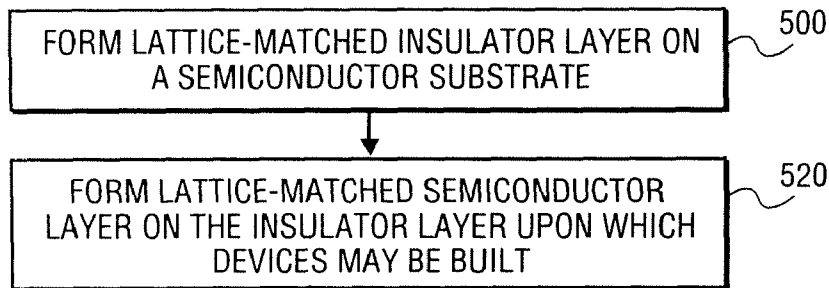 FORM LATTICE-MATCHED INSULATOR LAYER ON
A SEMICONDUCTOR SUBSTRATE
500
FORM LATTICE-MATCHED SEMICONDUCTOR
LAYER ON THE INSULATOR LAYER UPON WHICH
DEVICES MAY BE BUILT
520